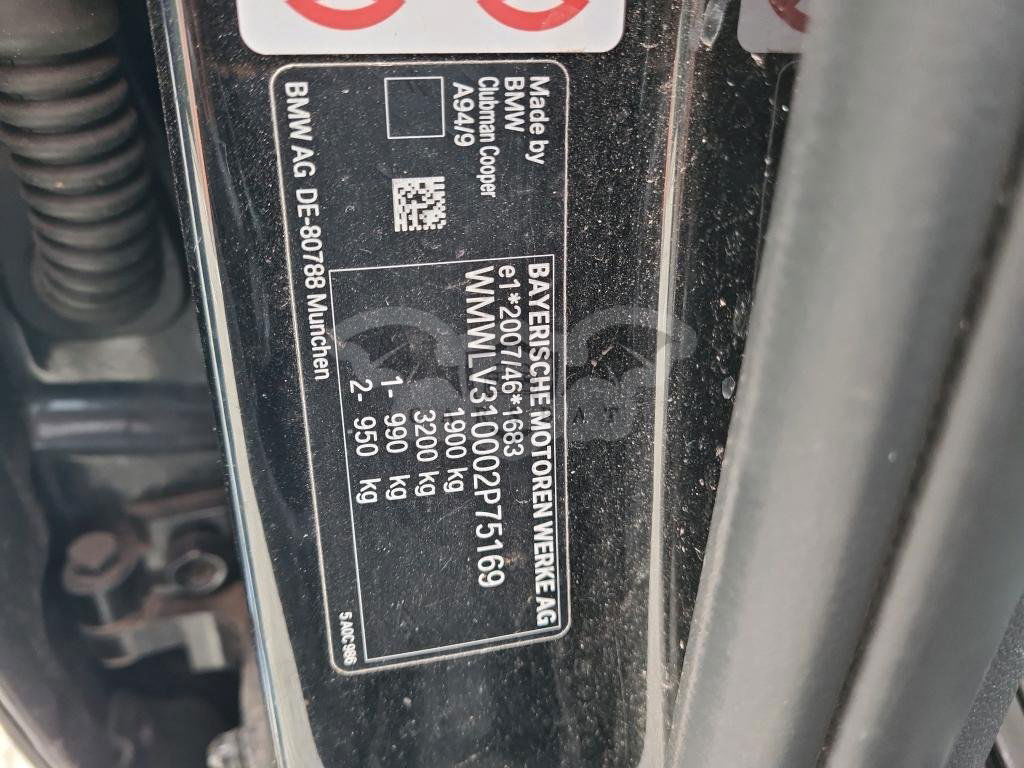 Made by
BMW
Clubman Cooper
A94/9
BAYERISCHE MOTOREN WERKE AG
e1*2007/46*1683
WMWLV310002P75169
1900 kg
3200 kg
1- 990 kg
2- 950 kg
BMW AG DE-80788 Munchen